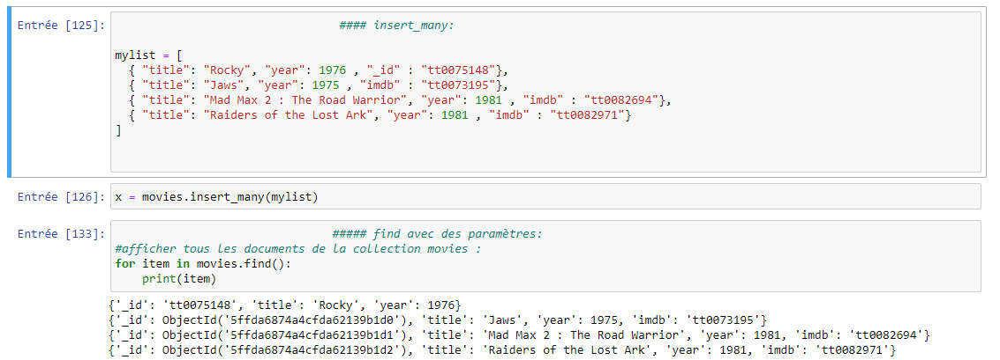 Entrée [125]: #### insert_many:
mylist = [
{ "title": "Rocky", "year": 1976 , "_id" : "tt0075148"},
{ "title": "Jaws", "year": 1975 , "imdb" : "tt0073195"},
{ "title": "Mad Max 2 : The Road Warrior", "year": 1981 , "imdb" : "tt0082694"},
{ "title": "Raiders of the Lost Ark", "year": 1981 , "imdb" : "tt0082971"}
]
Entrée [126]: x = movies.insert_many(mylist)
Entrée [133]: ##### find avec des paramètres:
#afficher tous les documents de la collection movies :
for item in movies.find():
print(item)
{'_id': 'tt0075148', 'title': 'Rocky', 'year': 1976}
{'_id': ObjectId('5ffda6874a4cfda62139b1d0'), 'title': 'Jaws', 'year': 1975, 'imdb': 'tt0073195'}
{'_id': ObjectId('5ffda6874a4cfda62139b1d1'), 'title': 'Mad Max 2 : The Road Warrior', 'year': 1981, 'imdb': 'tt0082694'}
{'_id': ObjectId('5ffda6874a4cfda62139b1d2'), 'title': 'Raiders of the Lost Ark', 'year': 1981, 'imdb': 'tt0082971'}